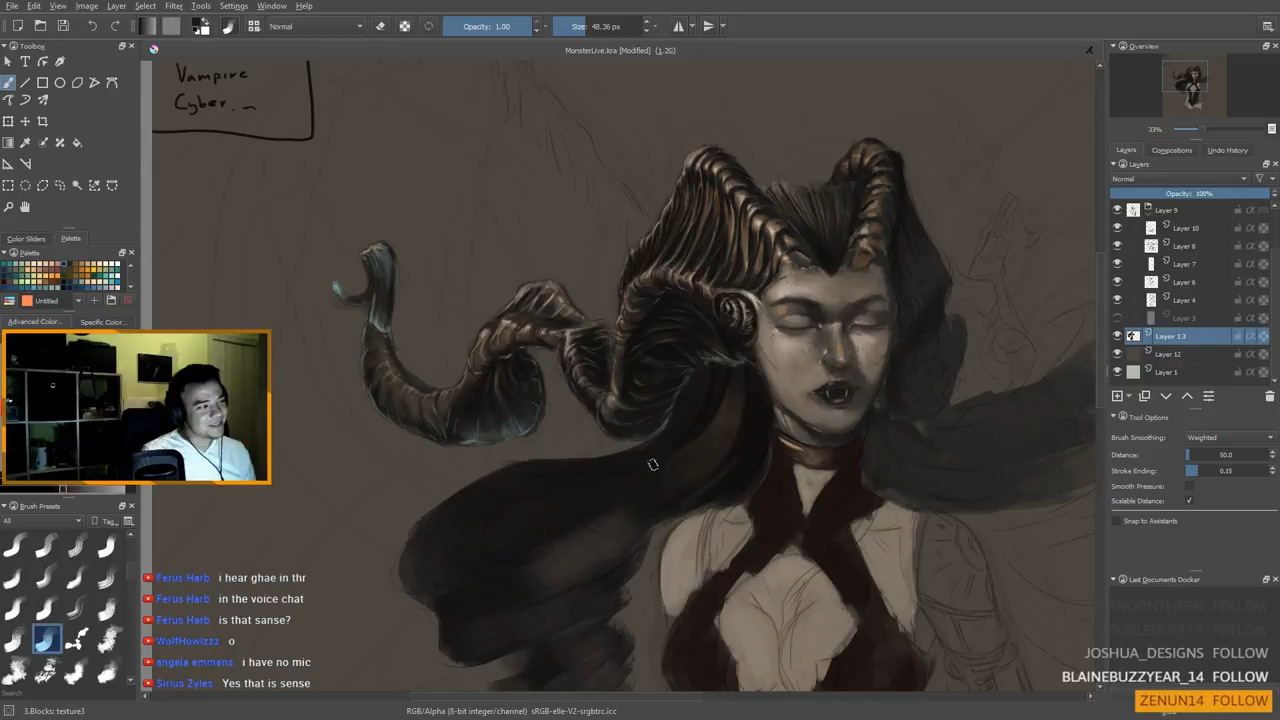 File Edit View Image Layer Select Filter Tools Settings Window Help
Normal
Opacity: 1.00
Size: 48.36 px
MonsterLive.kra [Modified] (1.2G)
Toolbox
Vampire
Cyber.
Color Sliders Palette
Palette
Untitled
Advanced Color... Specific Color...
Brush Presets
All
Tag
Search
3.Blocks: texture3
Ferus Harb i hear ghae in thr
Ferus Harb in the voice chat
Ferus Harb is that sanse?
WolfHowlzzz o
angela emmens i have no mic
Sirius Zyles Yes that is sense
RGB/Alpha (8-bit integer/channel) sRGB-elle-V2-srgbtrc.icc
Overview
33%
Layers Compositions Undo History
Layers
Normal
Opacity: 100%
Layer 9
Layer 10
Layer 8
Layer 7
Layer 6
Layer 4
Layer 3
Layer 13
Layer 12
Layer 1
Tool Options
Brush Smoothing: Weighted
Distance: 50.0
Stroke Ending: 0.15
Smooth Pressure:
Scalable Distance:
Snap to Assistants
Last Documents Docker
FOLLOW
FOLLOW
JOSHUA_DESIGNS FOLLOW
BLAINEBUZZYEAR_14 FOLLOW
ZENUN14 FOLLOW